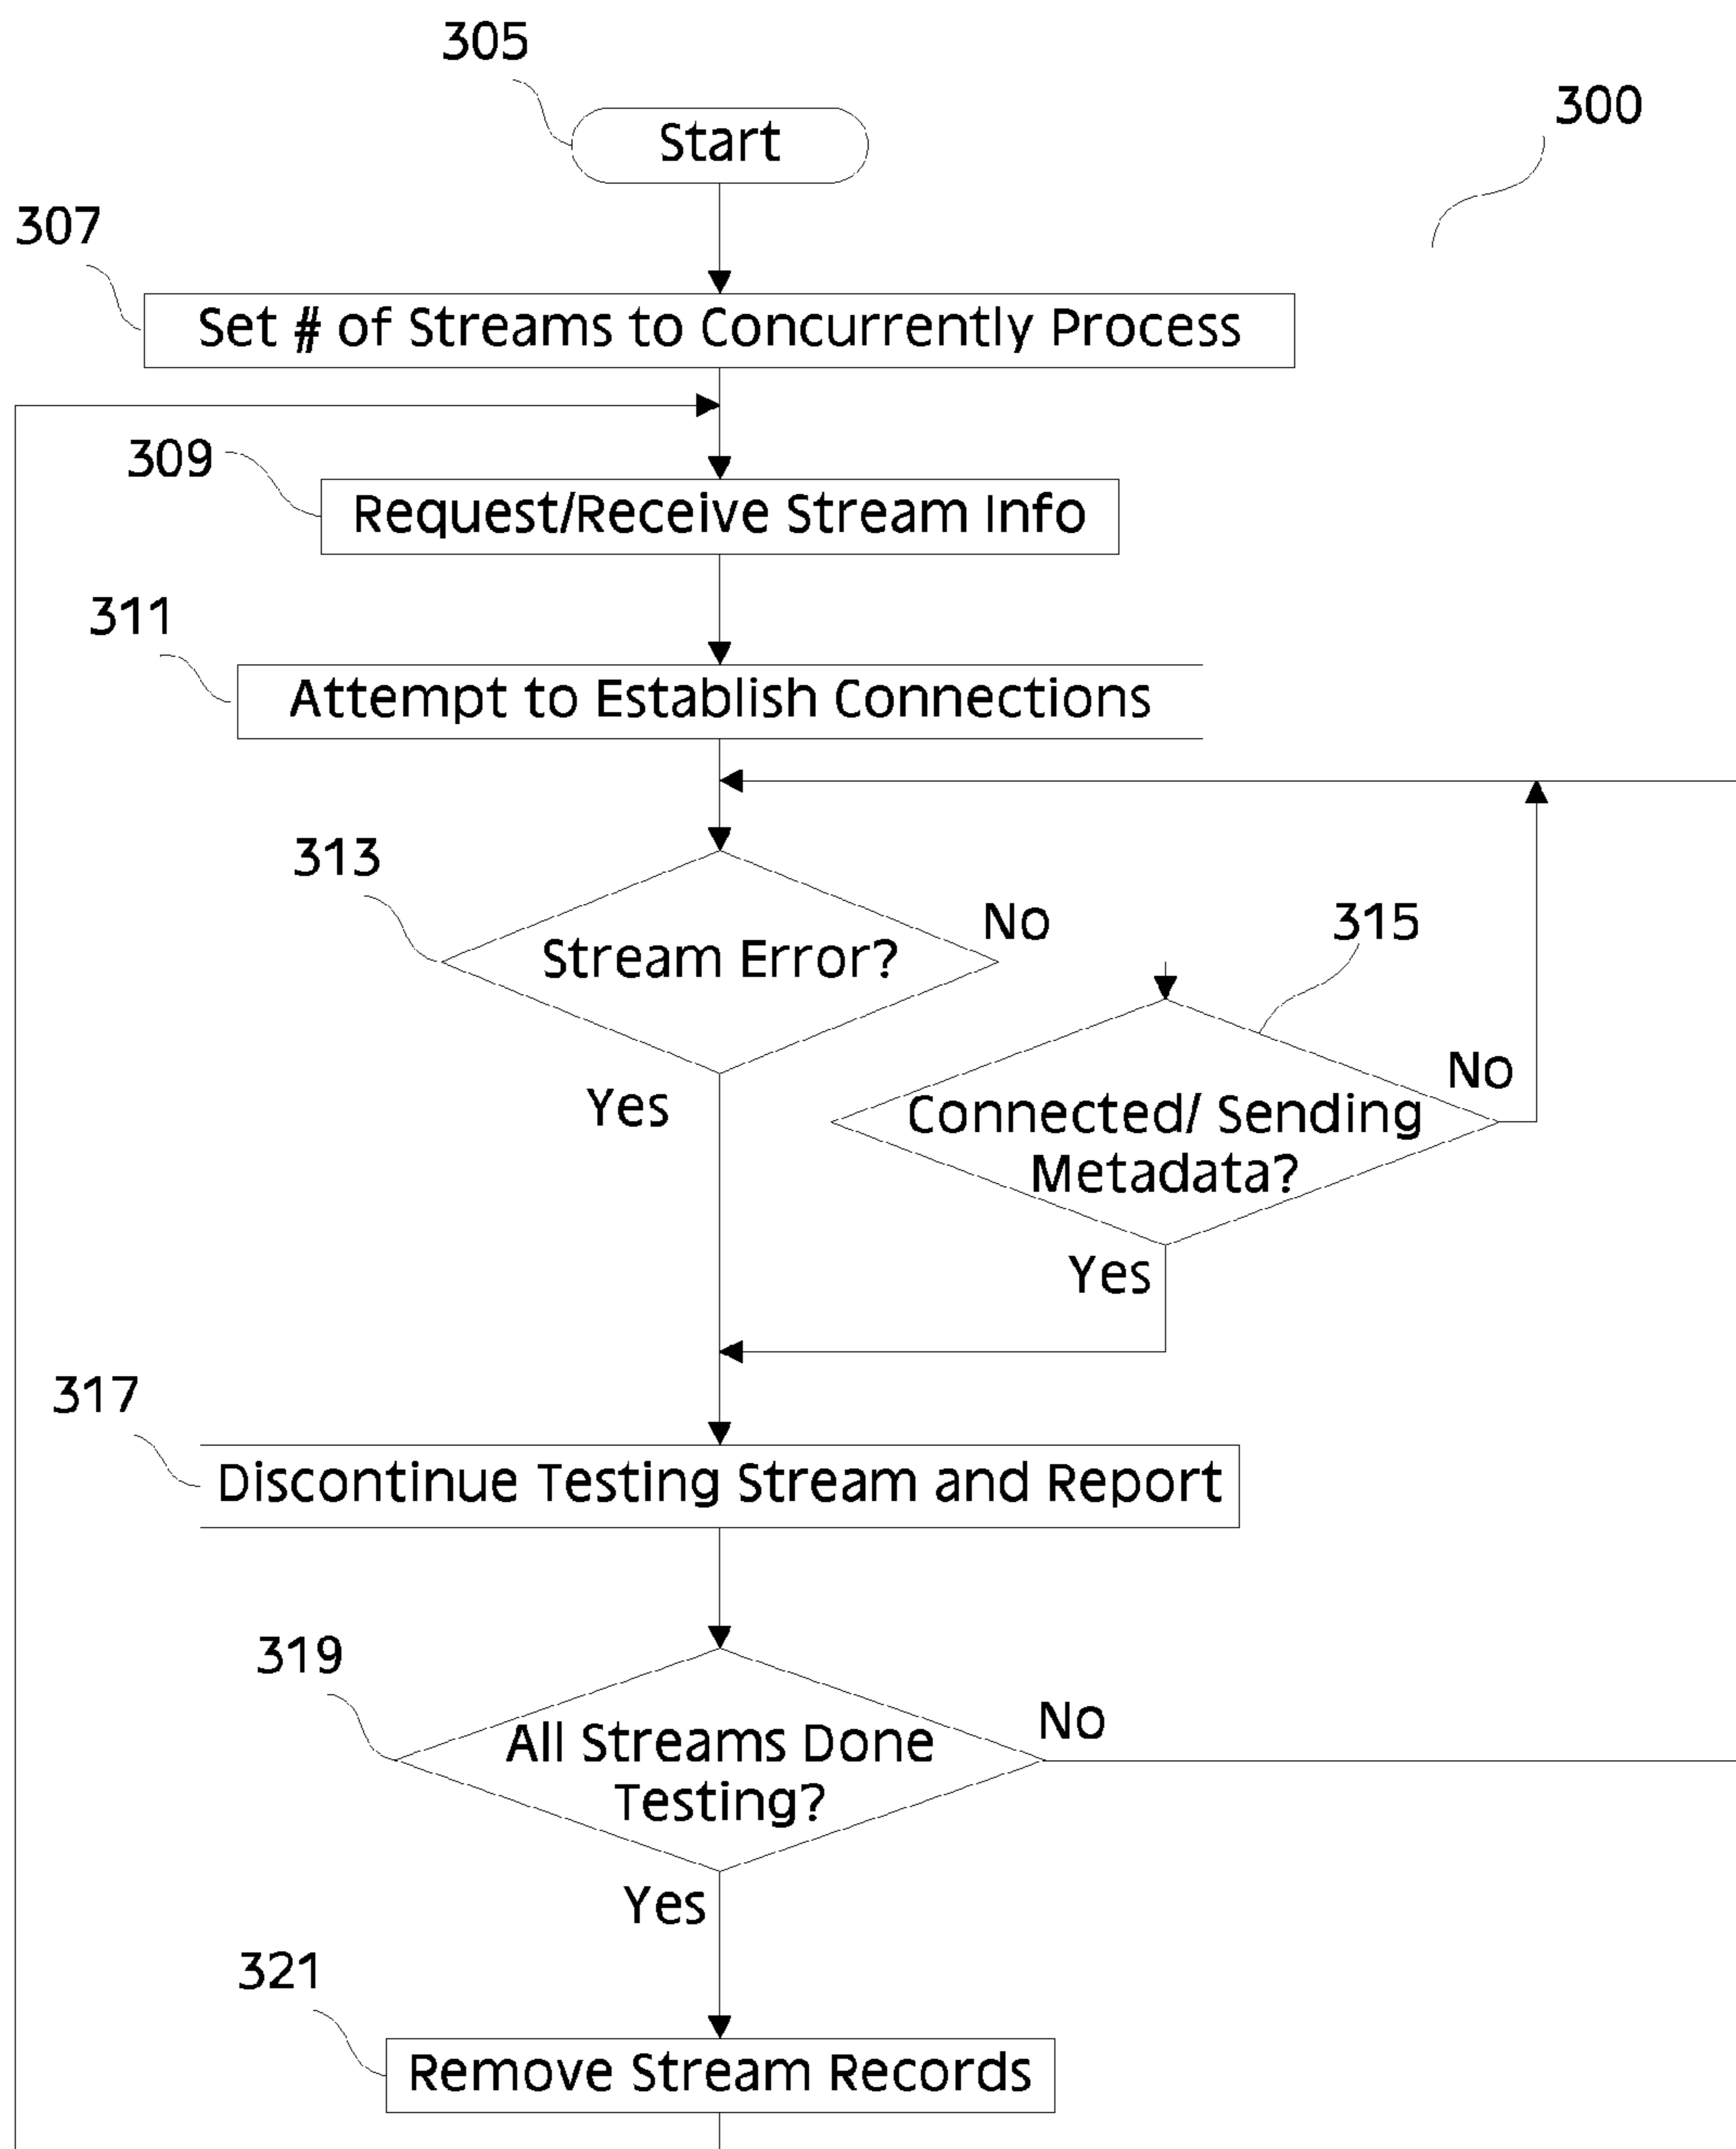 305
300
Start
307
Set # of Streams to Concurrently Process
309
Request/Receive Stream Info
311
Attempt to Establish Connections
313
Stream Error?
No
315
Yes
No
Connected/ Sending
Metadata?
Yes
317
Discontinue Testing Stream and Report
319
No
All Streams Done
Testing?
Yes
321
Remove Stream Records